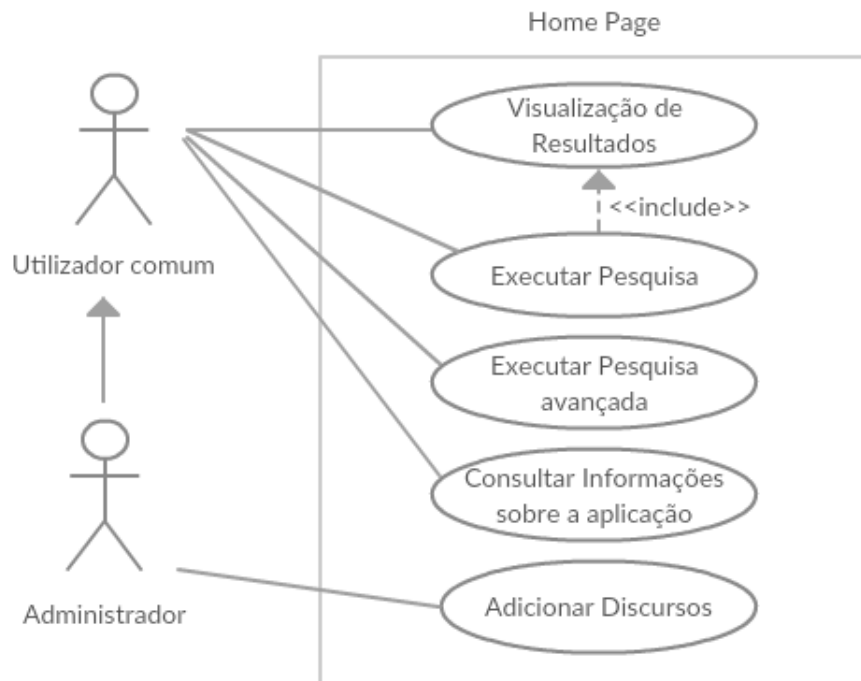 Home Page
Visualização de
Resultados
<<include>>
Utilizador comum
Executar Pesquisa
Executar Pesquisa
avançada
Consultar Informações
sobre a aplicação
Administrador
Adicionar Discursos